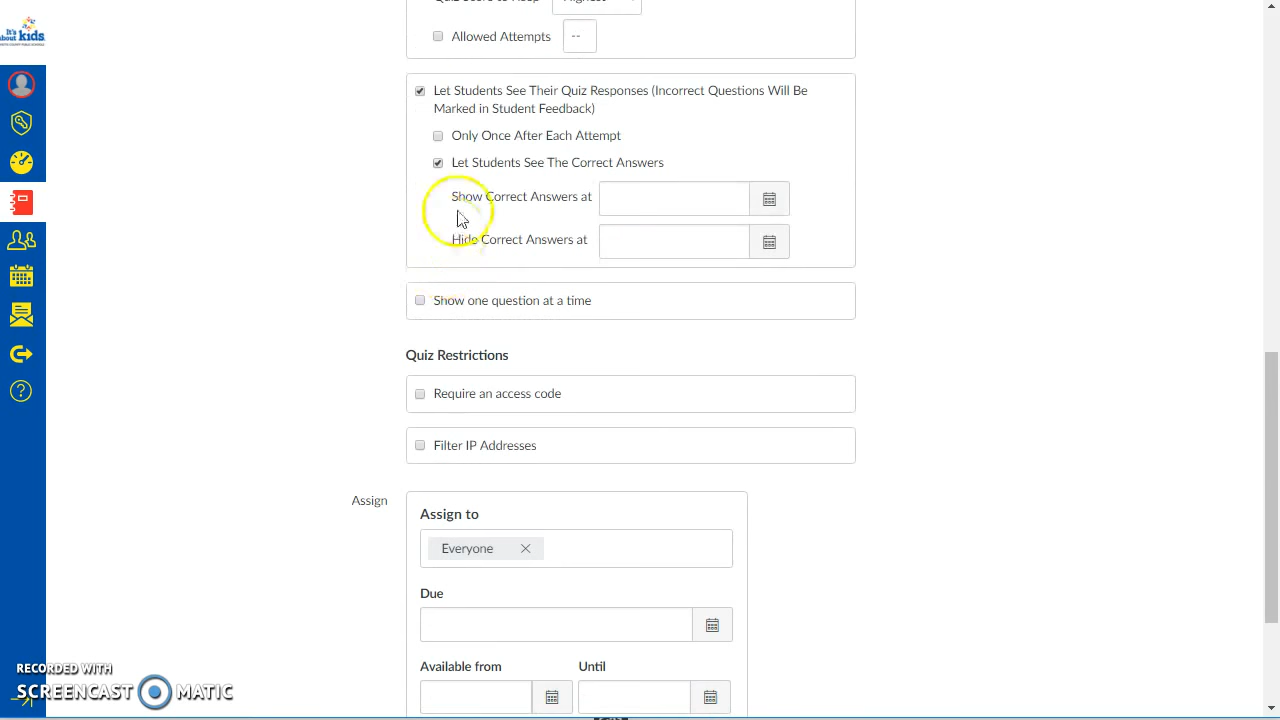 It's
about kids
Allowed Attempts
--
Let Students See Their Quiz Responses (Incorrect Questions Will Be
Marked in Student Feedback)
Only Once After Each Attempt
Let Students See The Correct Answers
Show Correct Answers at
Hide Correct Answers at
Show one question at a time
Quiz Restrictions
Require an access code
Filter IP Addresses
Assign
Assign to
Everyone
Due
Available from
Until
RECORDED WITH
SCREENCAST MATIC